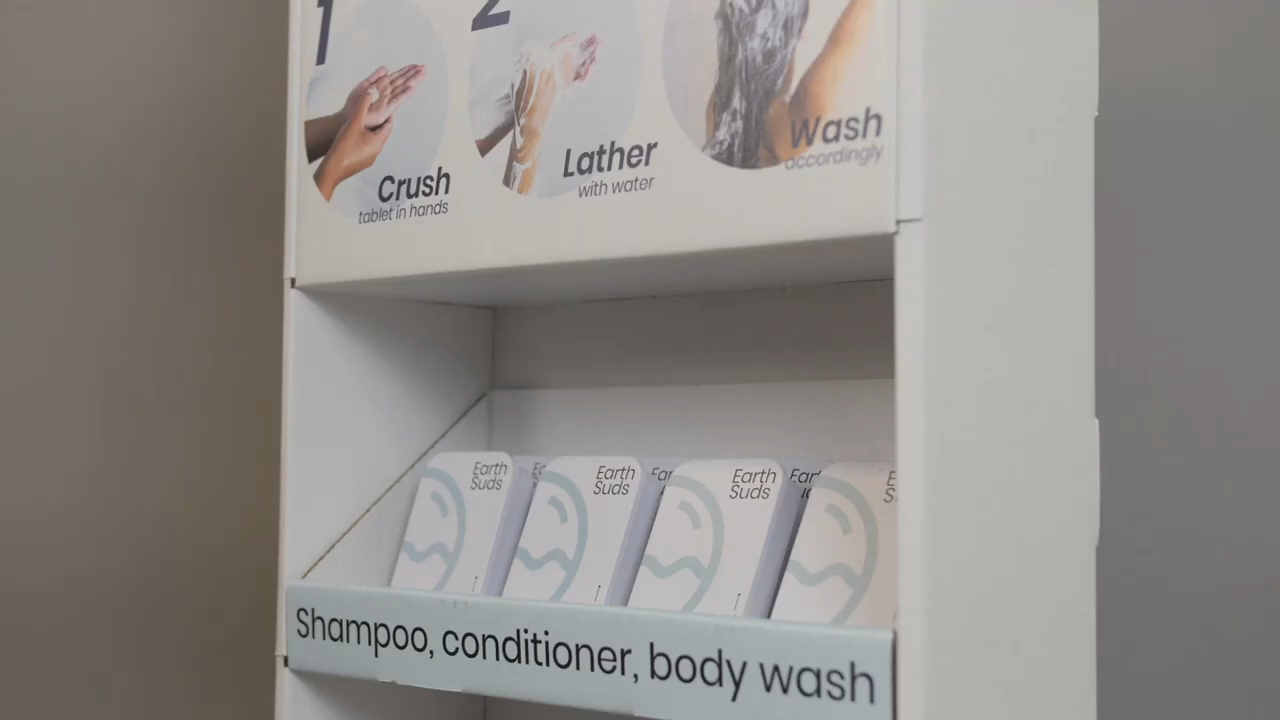 1
2
Crush
tablet in hands
Lather
with water
Wash
accordingly
Earth
Suds
Earth
Suds
Earth
Suds
Shampoo, conditioner, body wash